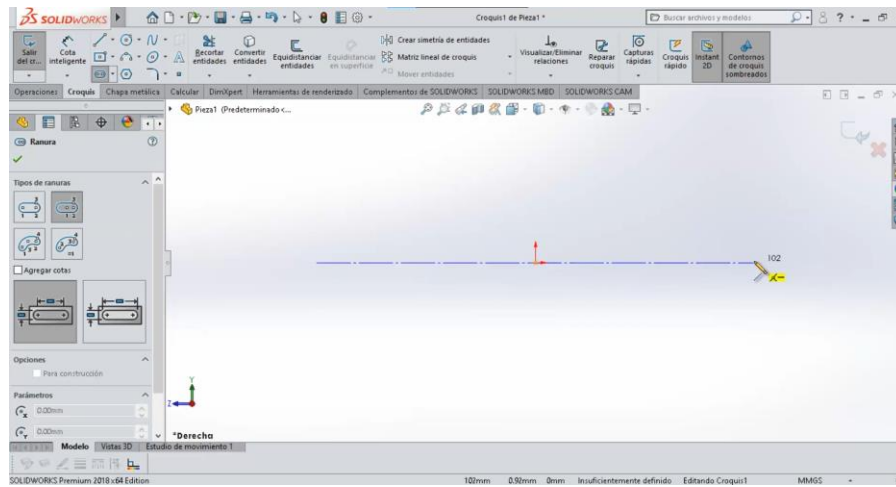 SOLIDWORKS
Croquis1 de Pieza1 *
Buscar archivos y modelos
Salir del cr...
Cota inteligente
Recortar entidades
Convertir entidades
Equidistanciar entidades
Equidistanciar en superficie
Crear simetría de entidades
Matriz lineal de croquis
Mover entidades
Visualizar/Eliminar relaciones
Reparar croquis
Capturas rápidas
Croquis rápido
Instant 2D
Contornos de croquis sombreados
Operaciones Croquis Chapa metálica Calcular DimXpert Herramientas de renderizado Complementos de SOLIDWORKS SOLIDWORKS MBD SOLIDWORKS CAM
Pieza1 (Predeterminado<...
Ranura
Tipos de ranuras
Agregar cotas
102
Opciones
Para construcción
Parámetros
0.00mm
0.00mm
Y
Z
*Derecha
Modelo Vistas 3D Estudio de movimiento 1
SOLIDWORKS Premium 2018 x64 Edition 102mm 0.92mm 0mm Insuficientemente definido Editando Croquis1 MMGS